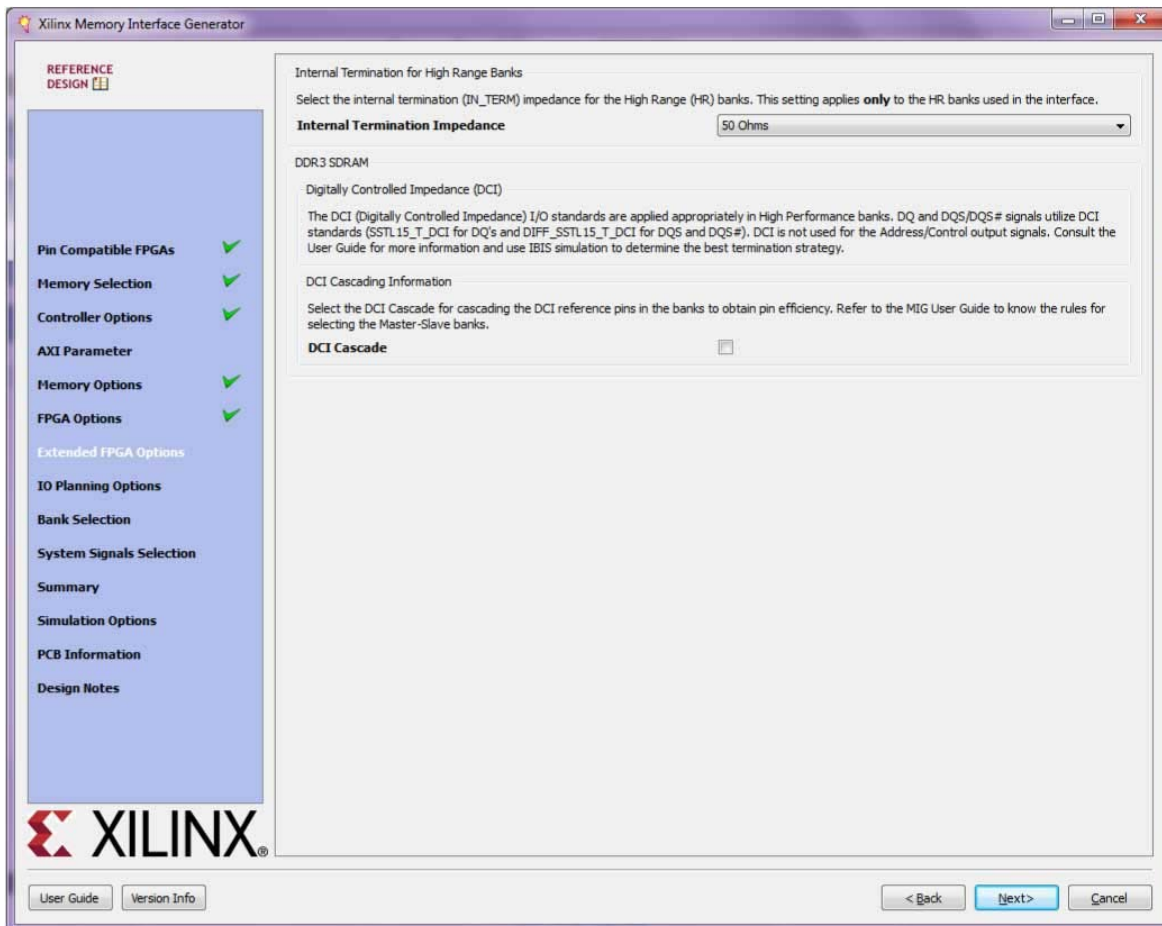 Xilinx Memory Interface Generator
REFERENCE
DESIGN
Pin Compatible FPGAs
Memory Selection
Controller Options
AXI Parameter
Memory Options
FPGA Options
Extended FPGA Options
IO Planning Options
Bank Selection
System Signals Selection
Summary
Simulation Options
PCB Information
Design Notes
XILINX®
Internal Termination for High Range Banks
Select the internal termination (IN_TERM) impedance for the High Range (HR) banks. This setting applies only to the HR banks used in the interface.
Internal Termination Impedance 50 Ohms
DDR3 SDRAM
Digitally Controlled Impedance (DCI)
The DCI (Digitally Controlled Impedance) I/O standards are applied appropriately in High Performance banks. DQ and DQS/DQS# signals utilize DCI
standards (SSTL15_T_DCI for DQ's and DIFF_SSTL15_T_DCI for DQS and DQS#). DCI is not used for the Address/Control output signals. Consult the
User Guide for more information and use IBIS simulation to determine the best termination strategy.
DCI Cascading Information
Select the DCI Cascade for cascading the DCI reference pins in the banks to obtain pin efficiency. Refer to the MIG User Guide to know the rules for
selecting the Master-Slave banks.
DCI Cascade
User Guide Version Info < Back Next> Cancel